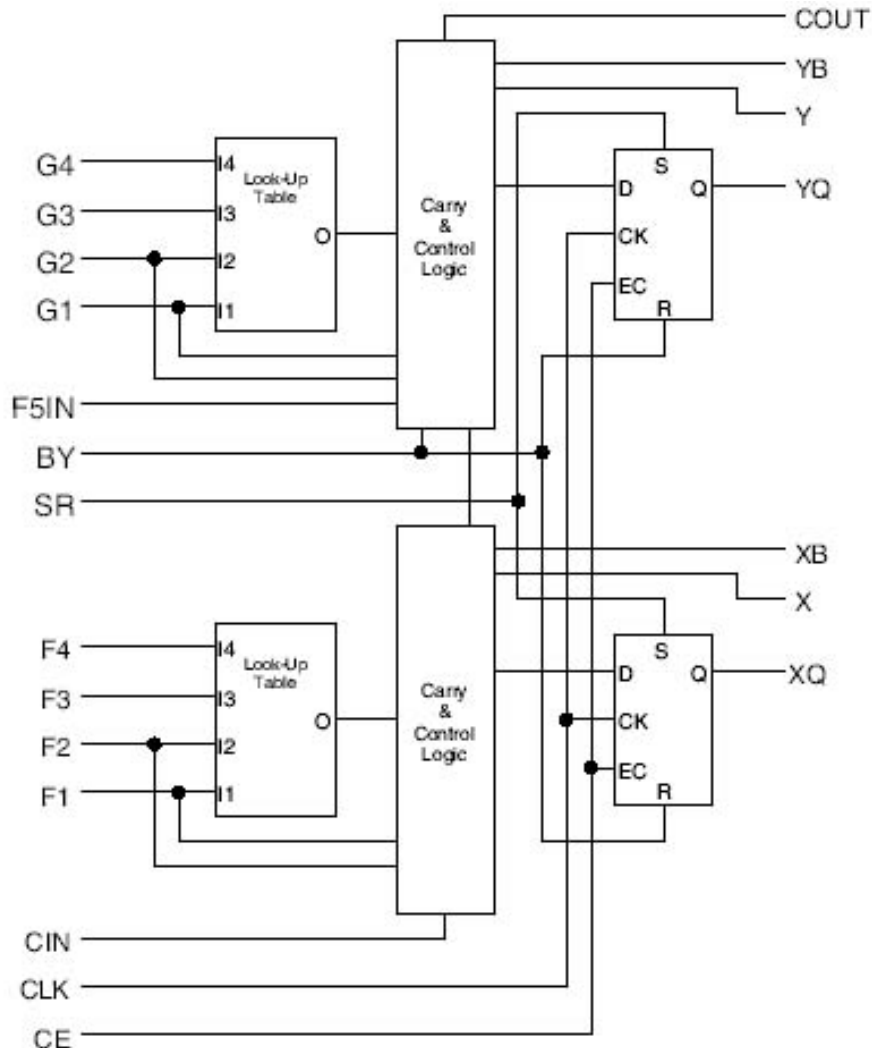 COUT
YB
Y
G4
G3
G2
G1
I4
I3
I2
I1
Look-Up
Table
O
Carry
&
Control
Logic
S
D
Q
CK
EC
R
YQ
F5IN
BY
SR
XB
X
F4
F3
F2
F1
I4
I3
I2
I1
Look-Up
Table
O
Carry
&
Control
Logic
S
D
Q
CK
EC
R
XQ
CIN
CLK
CE